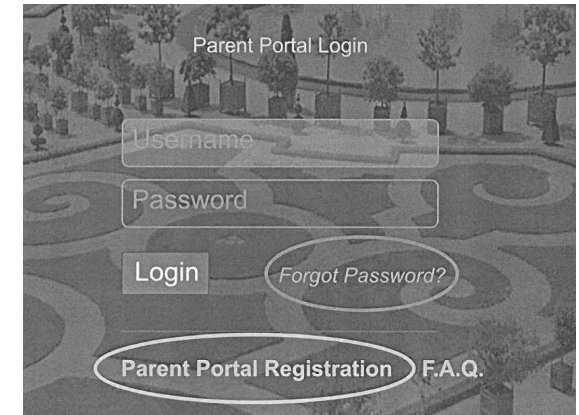 Parent Portal Login
Username
Password
Login Forgot Password?
Parent Portal Registration F.A.Q.